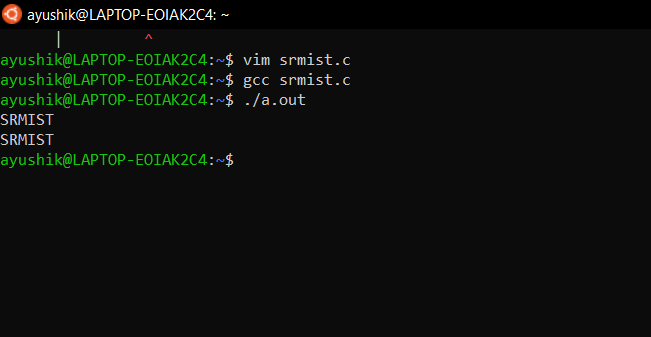 ayushik@LAPTOP-EOIAK2C4: ~
| ^
ayushik@LAPTOP-EOIAK2C4:~$ vim srmist.c
ayushik@LAPTOP-EOIAK2C4:~$ gcc srmist.c
ayushik@LAPTOP-EOIAK2C4:~$ ./a.out
SRMIST
SRMIST
ayushik@LAPTOP-EOIAK2C4:~$